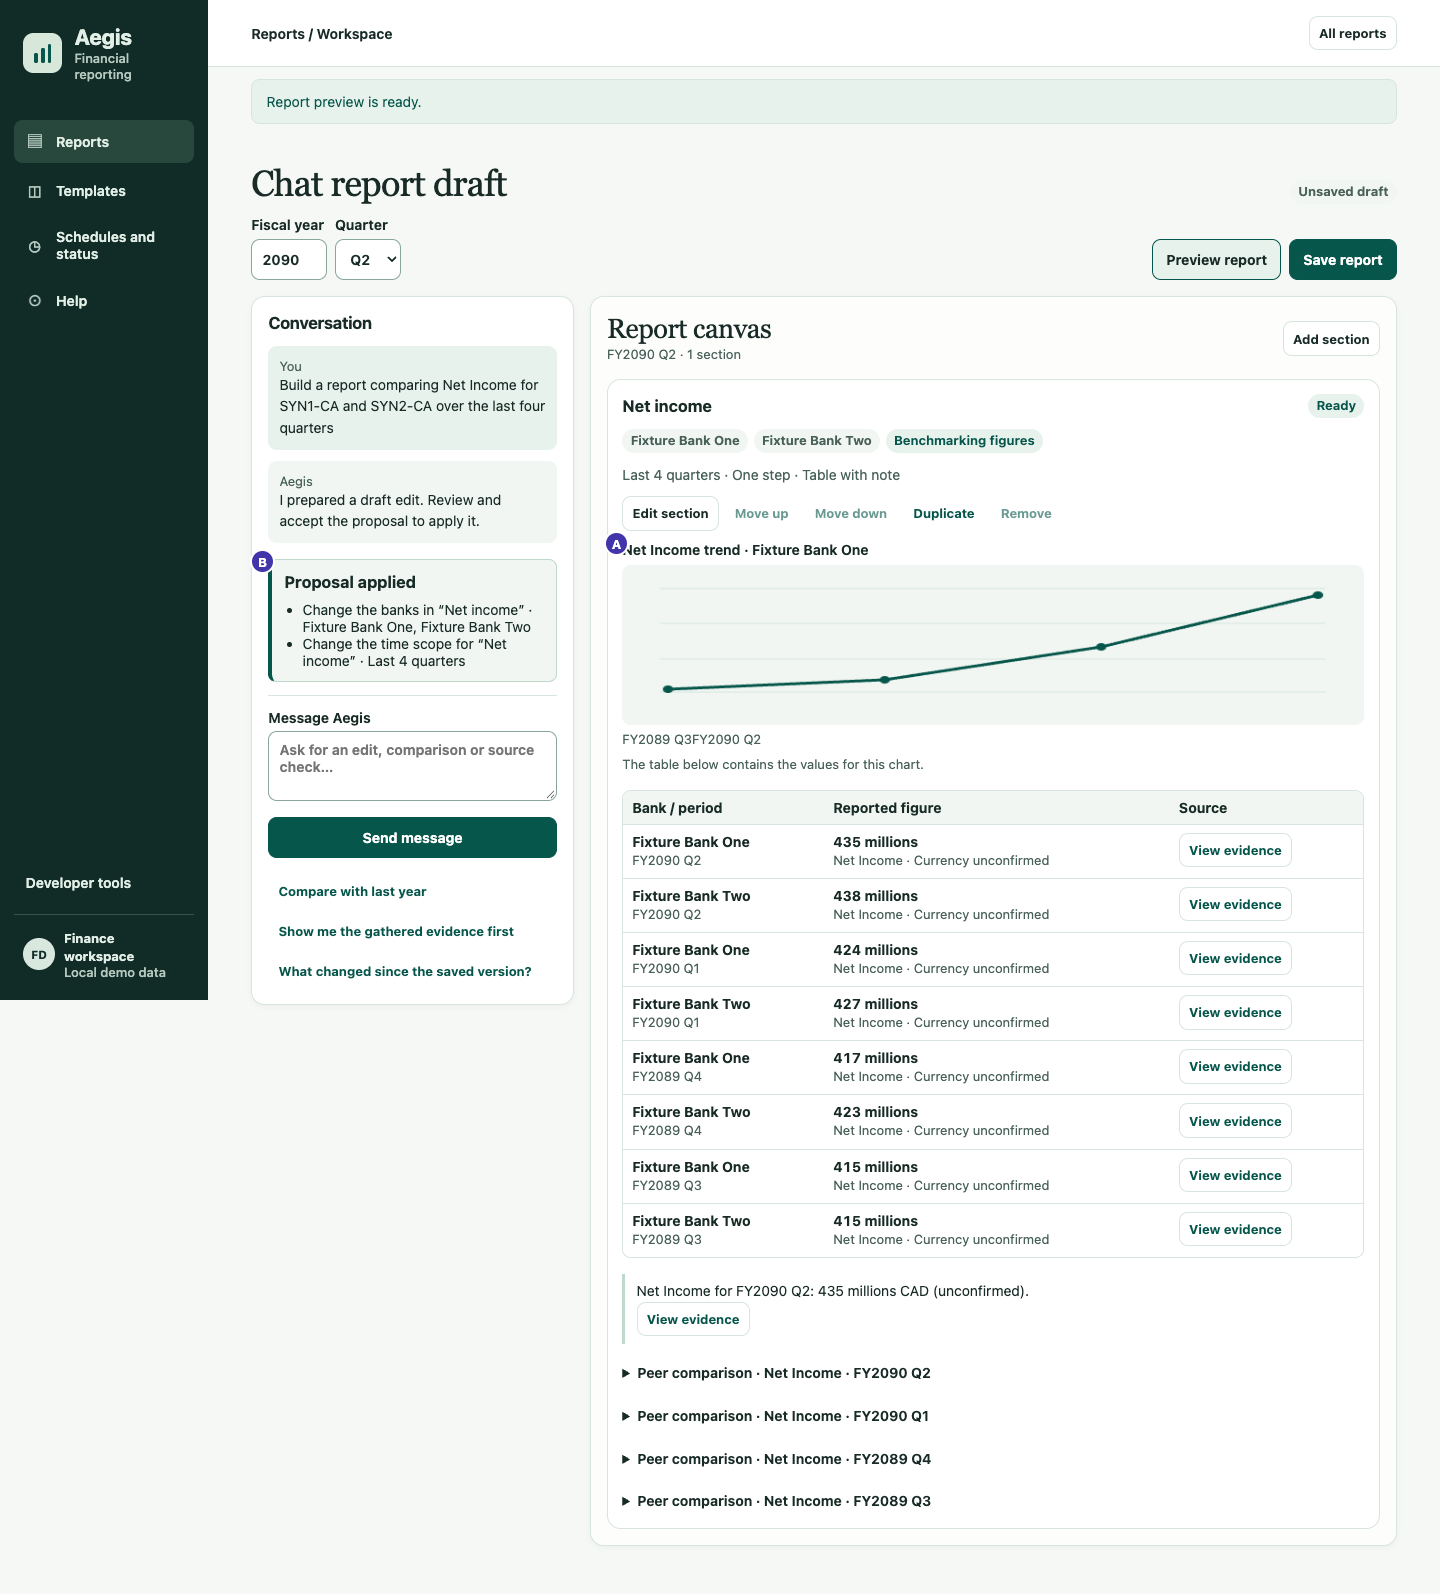 Aegis
Financial
reporting
Reports
Templates
Schedules and
status
Help
Developer tools
FD
Finance
workspace
Local demo data
Reports / Workspace
All reports
Report preview is ready.
Chat report draft
Unsaved draft
Fiscal year
Quarter
2090
Q2
Preview report
Save report
Conversation
You
Build a report comparing Net Income for
SYN1-CA and SYN2-CA over the last four
quarters
Aegis
I prepared a draft edit. Review and
accept the proposal to apply it.
B
Proposal applied
• Change the banks in “Net income” ·
Fixture Bank One, Fixture Bank Two
• Change the time scope for “Net
income” · Last 4 quarters
Message Aegis
Ask for an edit, comparison or source
check...
Send message
Compare with last year
Show me the gathered evidence first
What changed since the saved version?
Report canvas
FY2090 Q2 · 1 section
Add section
Net income
Ready
Fixture Bank One
Fixture Bank Two
Benchmarking figures
Last 4 quarters · One step · Table with note
Edit section
Move up
Move down
Duplicate
Remove
A
Net Income trend · Fixture Bank One
FY2089 Q3FY2090 Q2
The table below contains the values for this chart.
Bank / period Reported figure Source
Fixture Bank One 435 millions View evidence
FY2090 Q2 Net Income · Currency unconfirmed
Fixture Bank Two 438 millions View evidence
FY2090 Q2 Net Income · Currency unconfirmed
Fixture Bank One 424 millions View evidence
FY2090 Q1 Net Income · Currency unconfirmed
Fixture Bank Two 427 millions View evidence
FY2090 Q1 Net Income · Currency unconfirmed
Fixture Bank One 417 millions View evidence
FY2089 Q4 Net Income · Currency unconfirmed
Fixture Bank Two 423 millions View evidence
FY2089 Q4 Net Income · Currency unconfirmed
Fixture Bank One 415 millions View evidence
FY2089 Q3 Net Income · Currency unconfirmed
Fixture Bank Two 415 millions View evidence
FY2089 Q3 Net Income · Currency unconfirmed
Net Income for FY2090 Q2: 435 millions CAD (unconfirmed).
View evidence
Peer comparison · Net Income · FY2090 Q2
Peer comparison · Net Income · FY2090 Q1
Peer comparison · Net Income · FY2089 Q4
Peer comparison · Net Income · FY2089 Q3